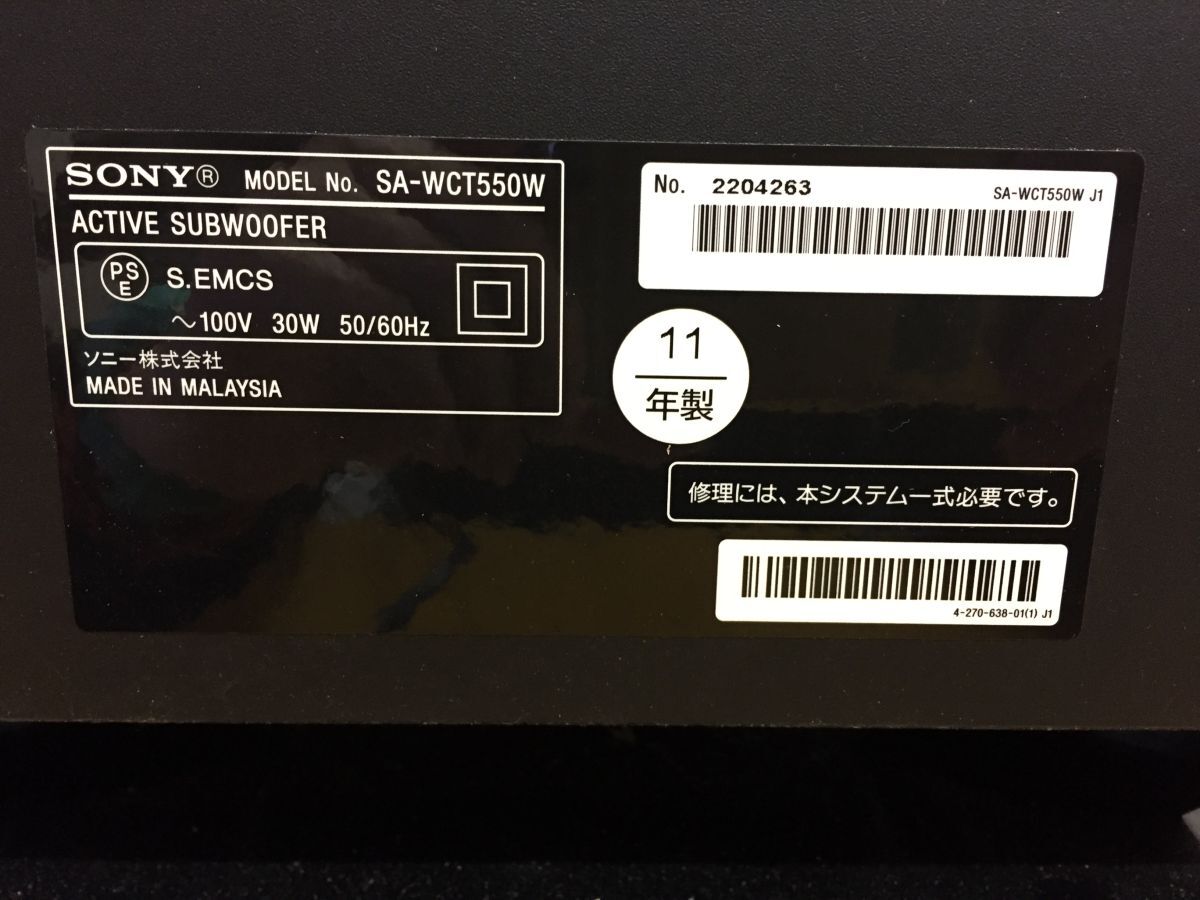 SONY® MODEL No. SA-WCT550W
ACTIVE SUBWOOFER
PS
E
S.EMCS
～100V 30W 50/60Hz
ソニー株式会社
MADE IN MALAYSIA
No. 2204263 SA-WCT550W J1
11
年製
修理には、本システム一式必要です。
4-270-638-01(1) J1